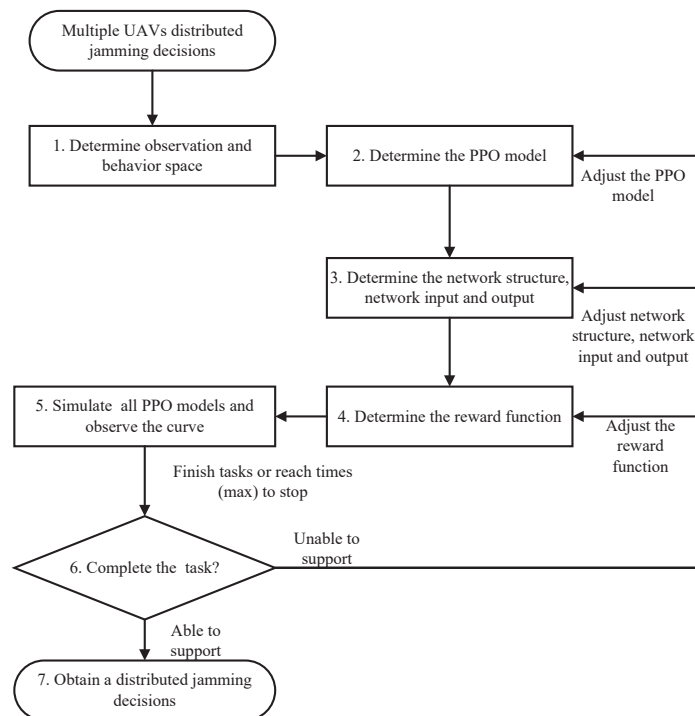 Multiple UAVs distributed
jamming decisions
1. Determine observation and
behavior space
2. Determine the PPO model
Adjust the PPO
model
3. Determine the network structure,
network input and output
Adjust network
structure, network
input and output
5. Simulate all PPO models and
observe the curve
4. Determine the reward function
Adjust the
reward
function
Finish tasks or reach times
(max) to stop
6. Complete the task?
Unable to
support
Able to
support
7. Obtain a distributed jamming
decisions